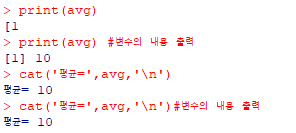 > print(avg)
[1
> print(avg) #변수의 내용 출력
[1] 10
> cat('평균=',avg,'\n')
평균= 10
> cat('평균=',avg,'\n')#변수의 내용 출력
평균= 10